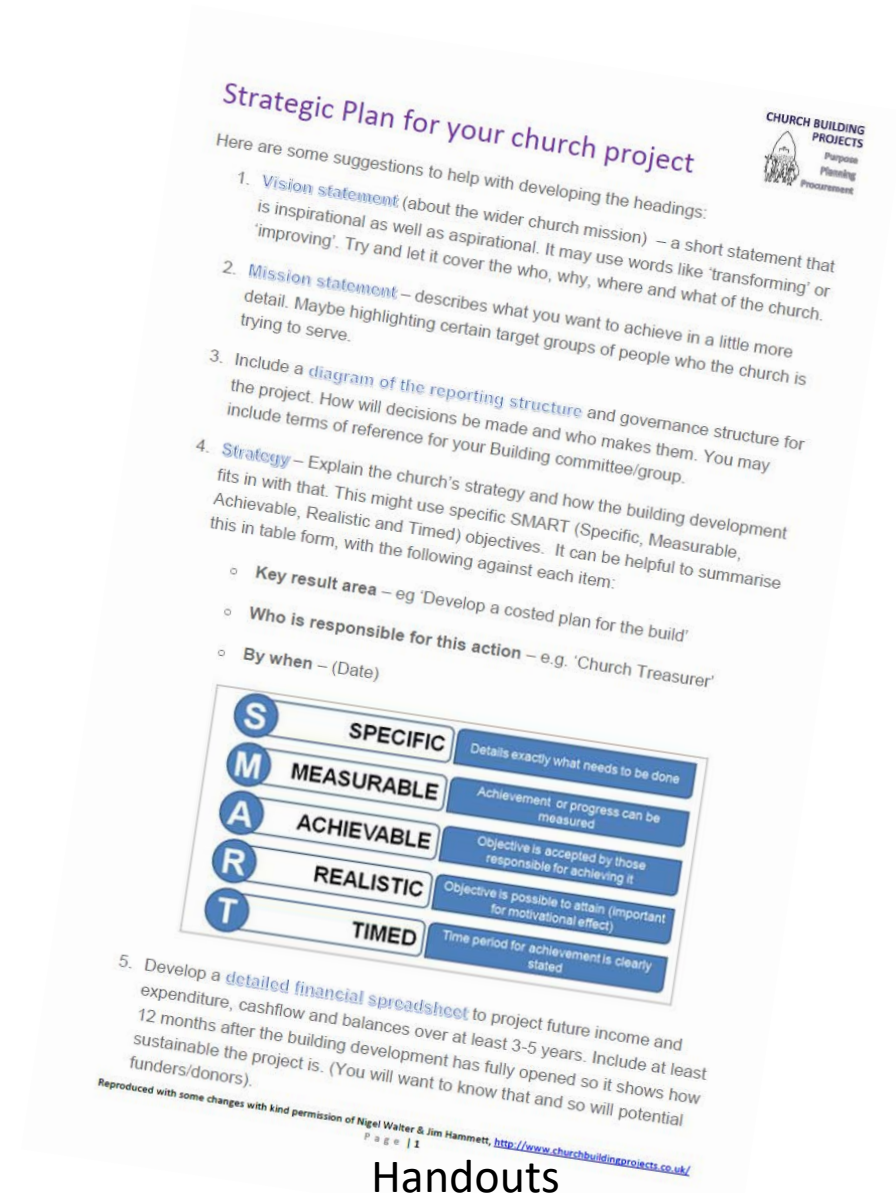 Strategic Plan for your church project
CHURCH BUILDING
PROJECTS
Purpose
Planning
Procurement
Here are some suggestions to help with developing the headings:
1. Vision statement (about the wider church mission) – a short statement that
is inspirational as well as aspirational. It may use words like 'transforming' or
'improving'. Try and let it cover the who, why, where and what of the church.
2. Mission statement – describes what you want to achieve in a little more
detail. Maybe highlighting certain target groups of people who the church is
trying to serve.
3. Include a diagram of the reporting structure and governance structure for
the project. How will decisions be made and who makes them. You may
include terms of reference for your Building committee/group.
4. Strategy – Explain the church's strategy and how the building development
fits in with that. This might use specific SMART (Specific, Measurable,
Achievable, Realistic and Timed) objectives. It can be helpful to summarise
this in table form, with the following against each item:
○ Key result area – eg 'Develop a costed plan for the build'
○ Who is responsible for this action – e.g. 'Church Treasurer'
○ By when – (Date)
S SPECIFIC Details exactly what needs to be done
M MEASURABLE Achievement or progress can be
measured
A ACHIEVABLE Objective is accepted by those
responsible for achieving it
R REALISTIC Objective is possible to attain (important
for motivational effect)
T TIMED Time period for achievement is clearly
stated
5. Develop a detailed financial spreadsheet to project future income and
expenditure, cashflow and balances over at least 3-5 years. Include at least
12 months after the building development has fully opened so it shows how
sustainable the project is. (You will want to know that and so will potential
funders/donors).
Reproduced with some changes with kind permission of Nigel Walter & Jim Hammett, http://www.churchbuildingprojects.co.uk/
Page | 1
Handouts